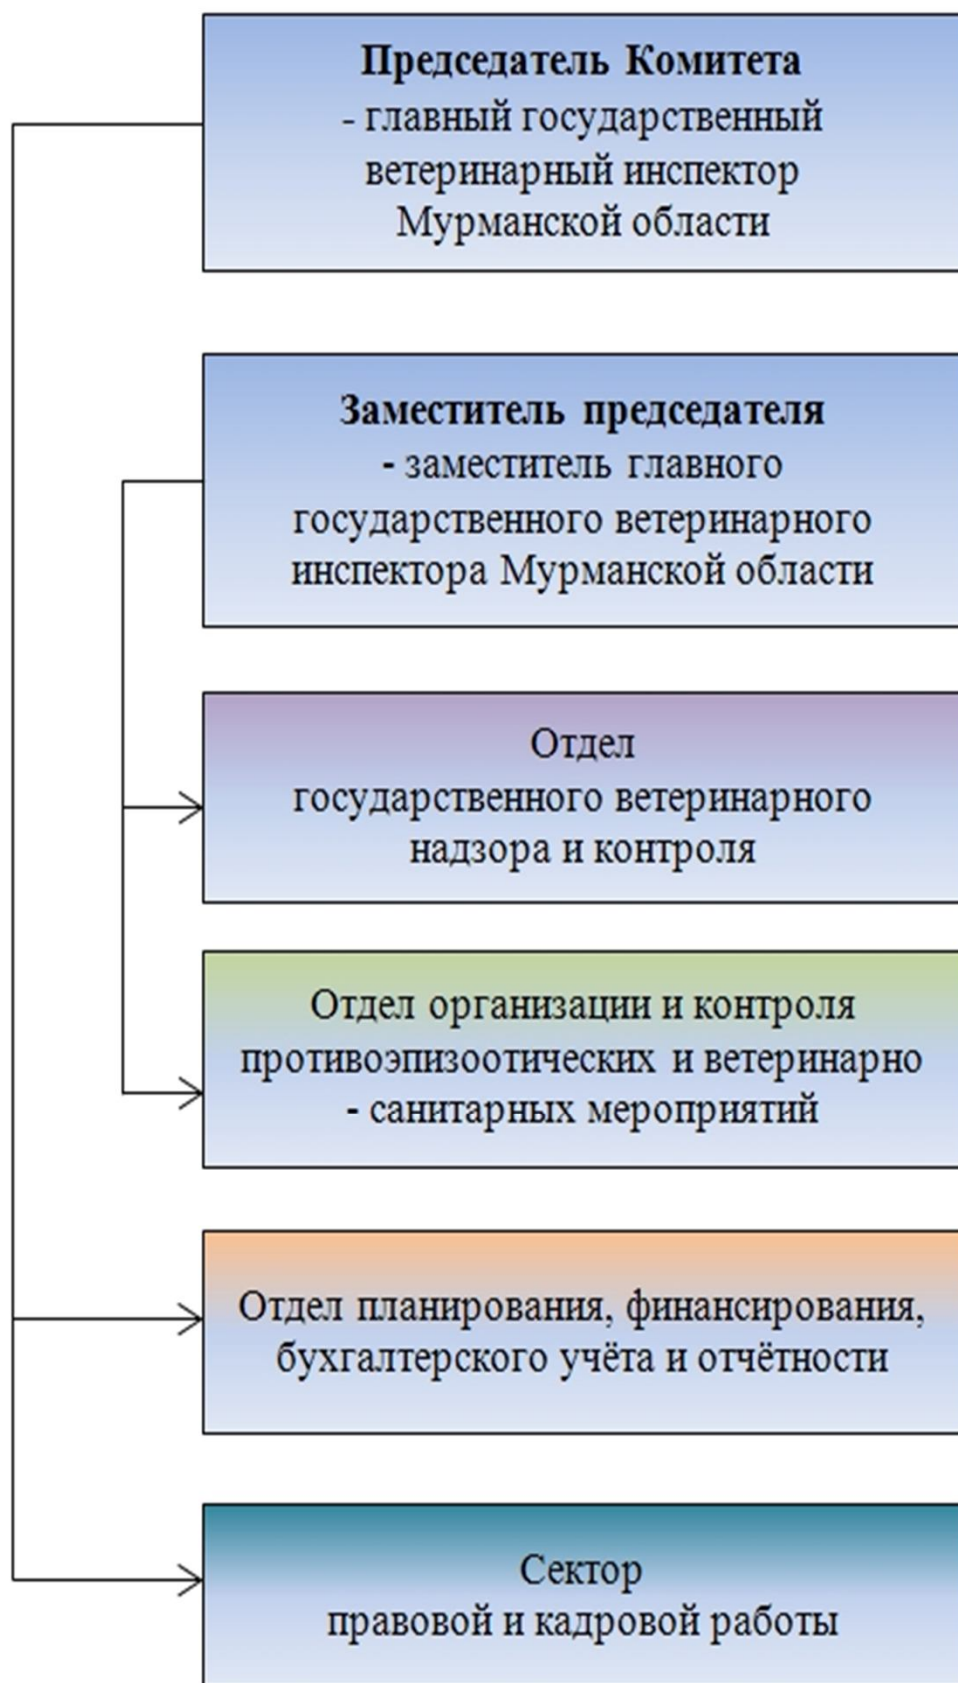 Председатель Комитета
- главный государственный
ветеринарный инспектор
Мурманской области
Заместитель председателя
- заместитель главного
государственного ветеринарного
инспектора Мурманской области
Отдел
государственного ветеринарного
надзора и контроля
Отдел организации и контроля
противоэпизоотических и ветеринарно
- санитарных мероприятий
Отдел планирования, финансирования,
бухгалтерского учёта и отчётности
Сектор
правовой и кадровой работы